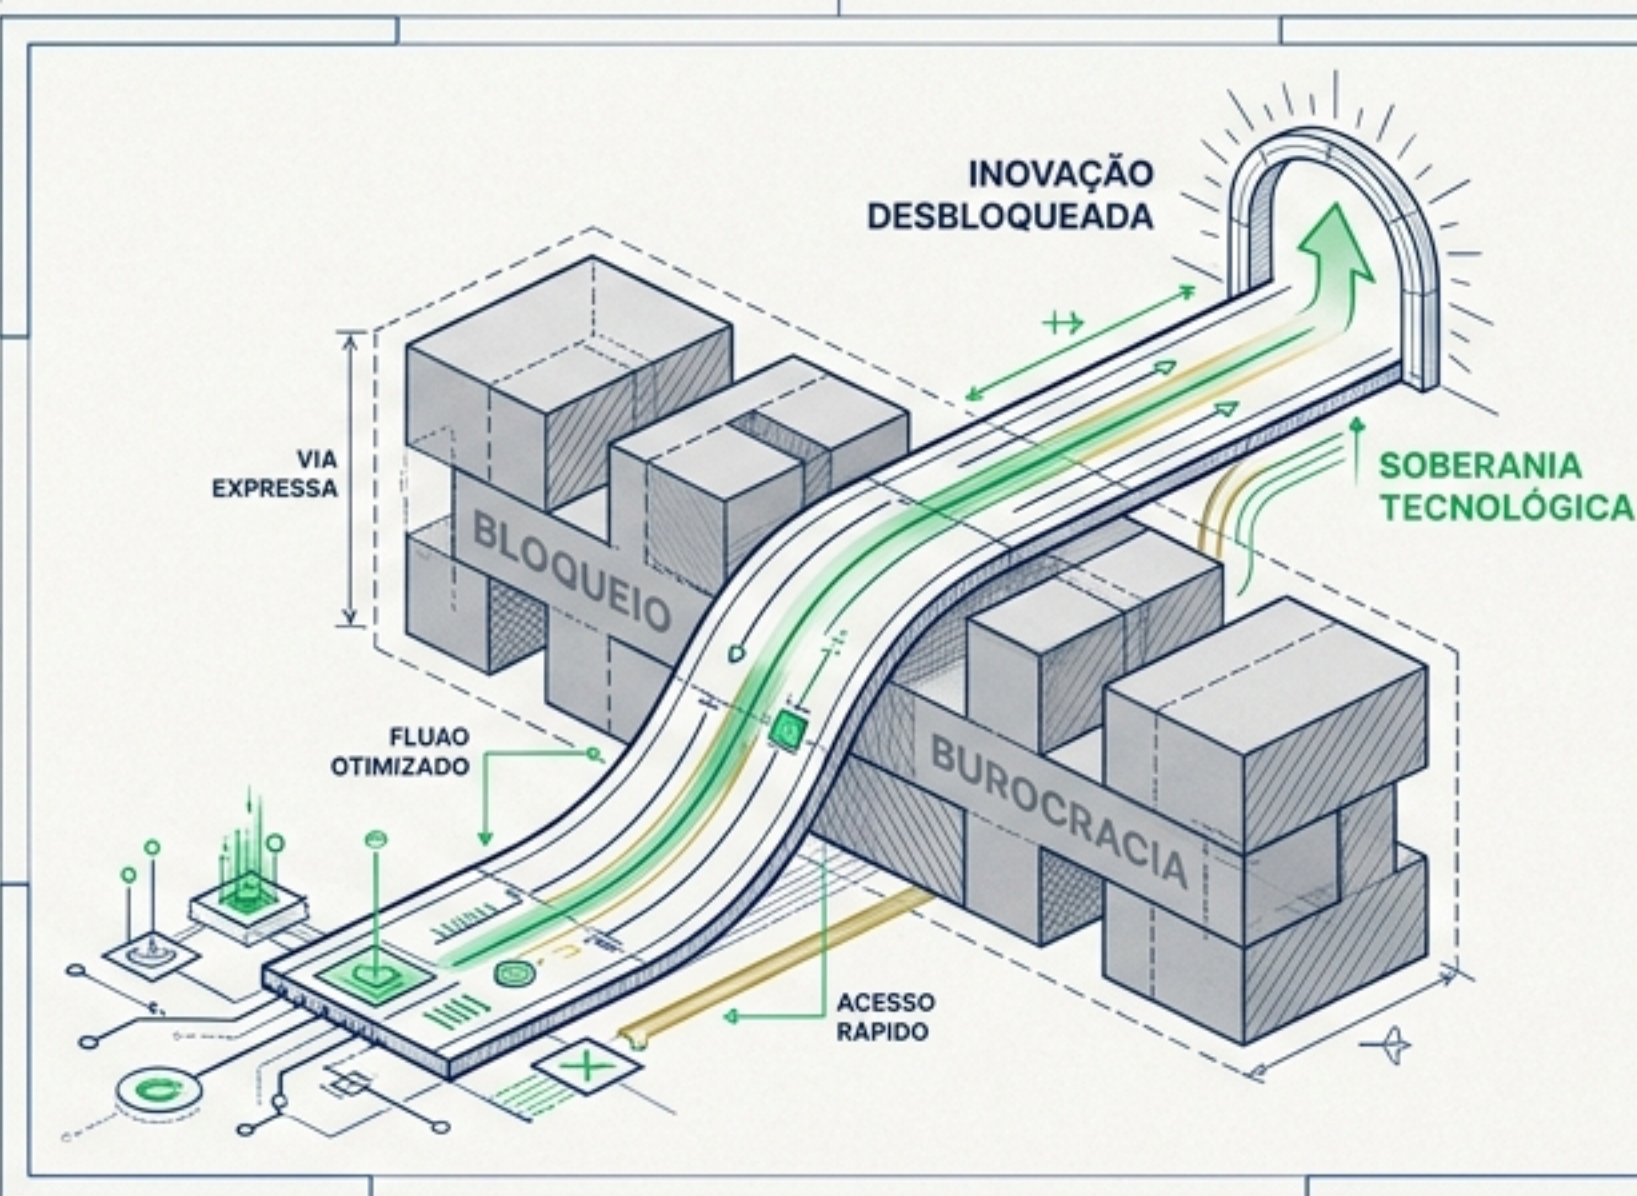 INOVAÇÃO
DESBLOQUEADA
VIA
EXPRESSA
SOBERANIA
TECNOLÓGICA
BLOQUEIO
FLUAO
OTIMIZADO
BUROCRACIA
ACESSO
RAPIDO